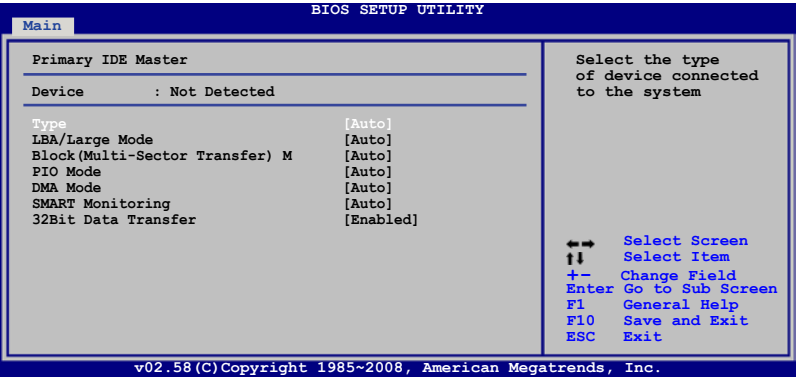 BIOS SETUP UTILITY
Main
Primary IDE Master
Device : Not Detected
Type [Auto]
LBA/Large Mode [Auto]
Block(Multi-Sector Transfer) M [Auto]
PIO Mode [Auto]
DMA Mode [Auto]
SMART Monitoring [Auto]
32Bit Data Transfer [Enabled]
Select the type
of device connected
to the system
←→ Select Screen
↑↓ Select Item
+- Change Field
Enter Go to Sub Screen
F1 General Help
F10 Save and Exit
ESC Exit
v02.58(C)Copyright 1985~2008, American Megatrends, Inc.